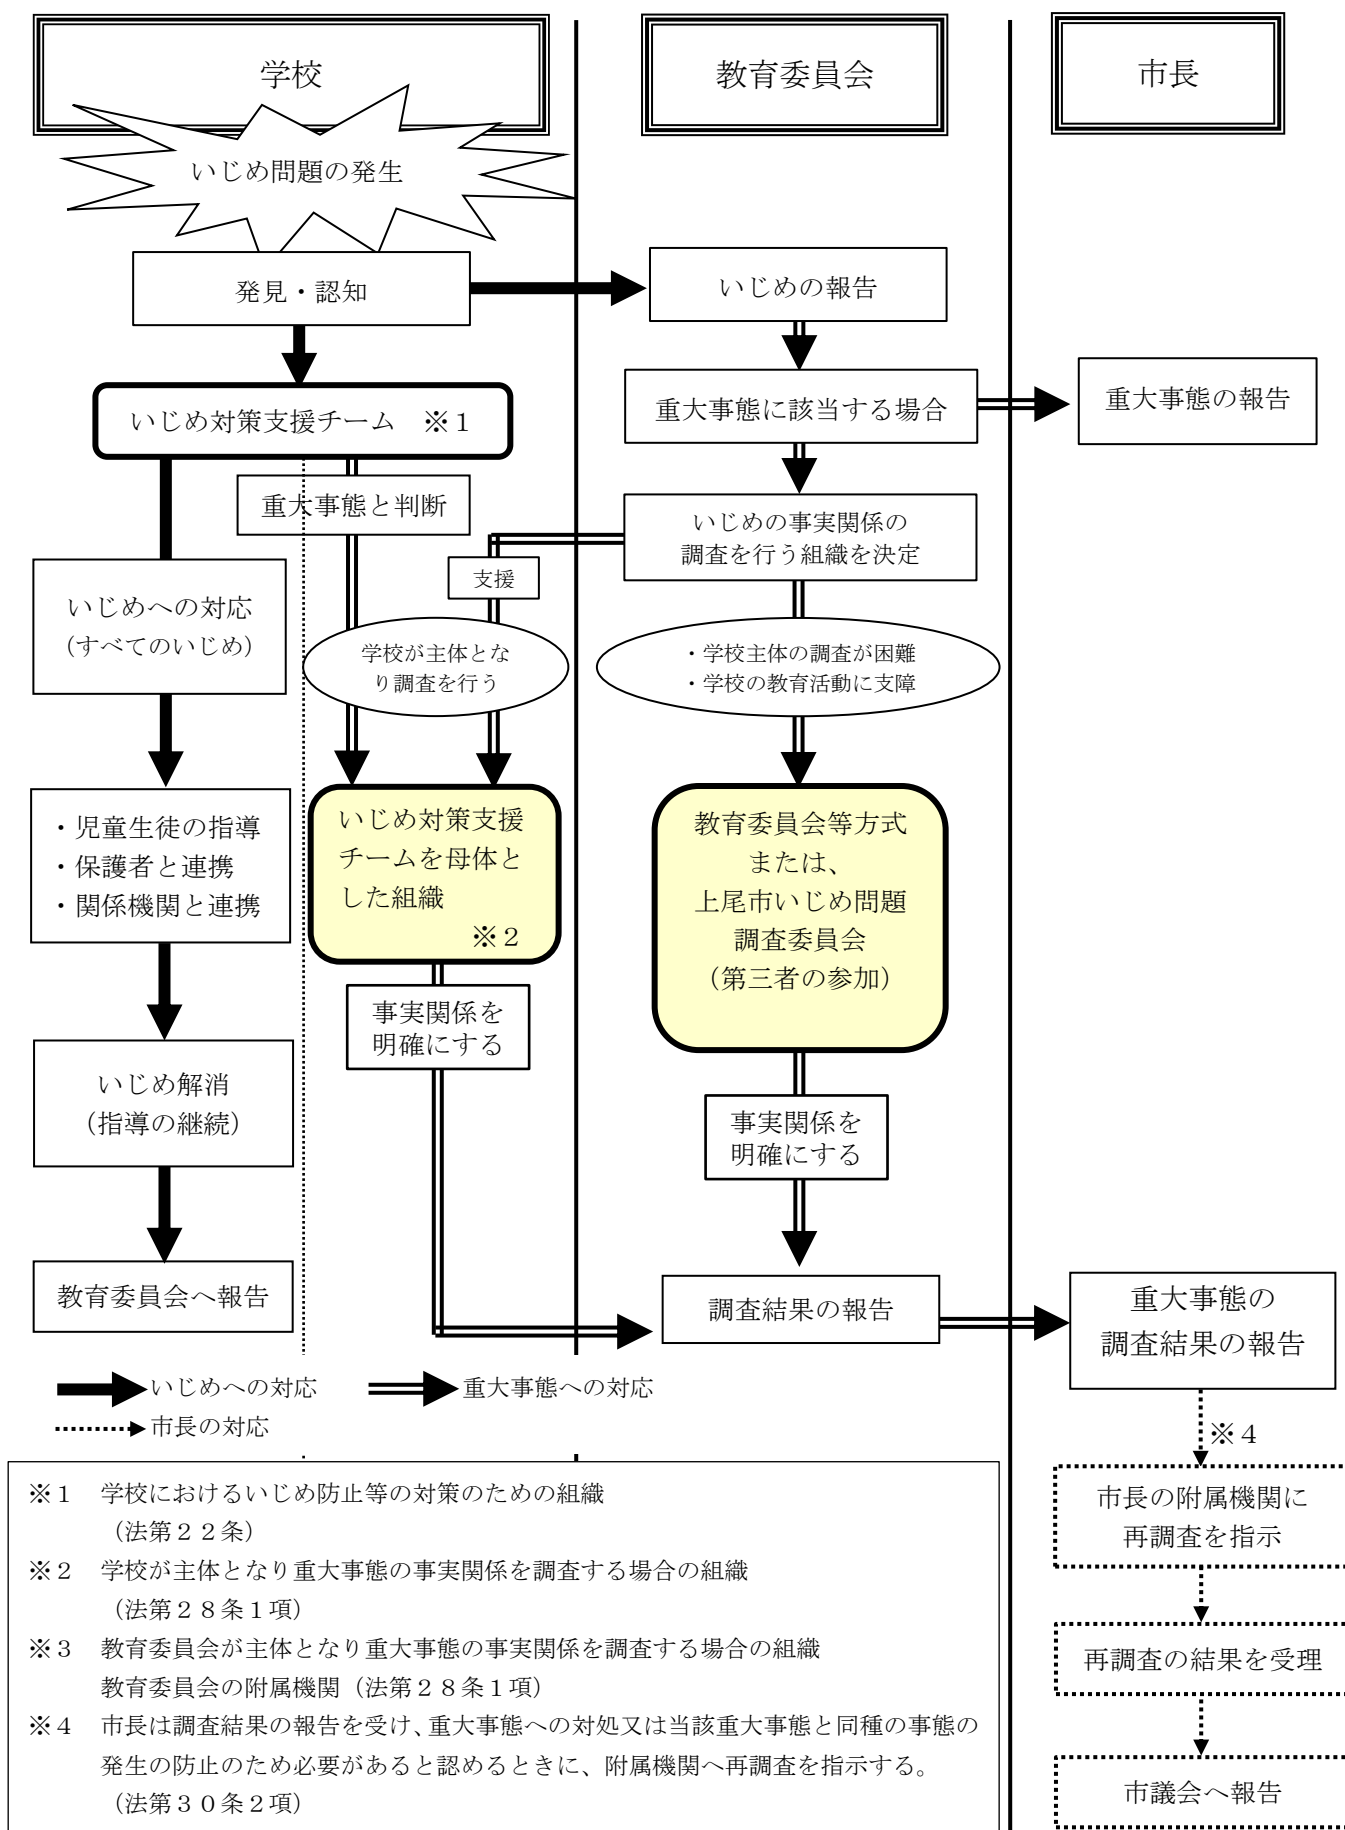 学校
教育委員会
市長
いじめ問題の発生
発見・認知
いじめの報告
重大事態に該当する場合
重大事態の報告
いじめ対策支援チーム ※１
重大事態と判断
いじめの事実関係の
調査を行う組織を決定
支援
いじめへの対応
（すべてのいじめ）
学校が主体とな
り調査を行う
・学校主体の調査が困難
・学校の教育活動に支障
・児童生徒の指導
・保護者と連携
・関係機関と連携
いじめ対策支援
チームを母体と
した組織
※２
教育委員会等方式
または、
上尾市いじめ問題
調査委員会
（第三者の参加）
事実関係を
明確にする
いじめ解消
（指導の継続）
事実関係を
明確にする
教育委員会へ報告
調査結果の報告
重大事態の
調査結果の報告
いじめへの対応
重大事態への対応
市長の対応
※４
市長の附属機関に
再調査を指示
再調査の結果を受理
市議会へ報告
※１ 学校におけるいじめ防止等の対策のための組織
（法第２２条）
※２ 学校が主体となり重大事態の事実関係を調査する場合の組織
（法第２８条１項）
※３ 教育委員会が主体となり重大事態の事実関係を調査する場合の組織
教育委員会の附属機関（法第２８条１項）
※４ 市長は調査結果の報告を受け、重大事態への対処又は当該重大事態と同種の事態の
発生の防止のため必要があると認めるときに、附属機関へ再調査を指示する。
（法第３０条２項）